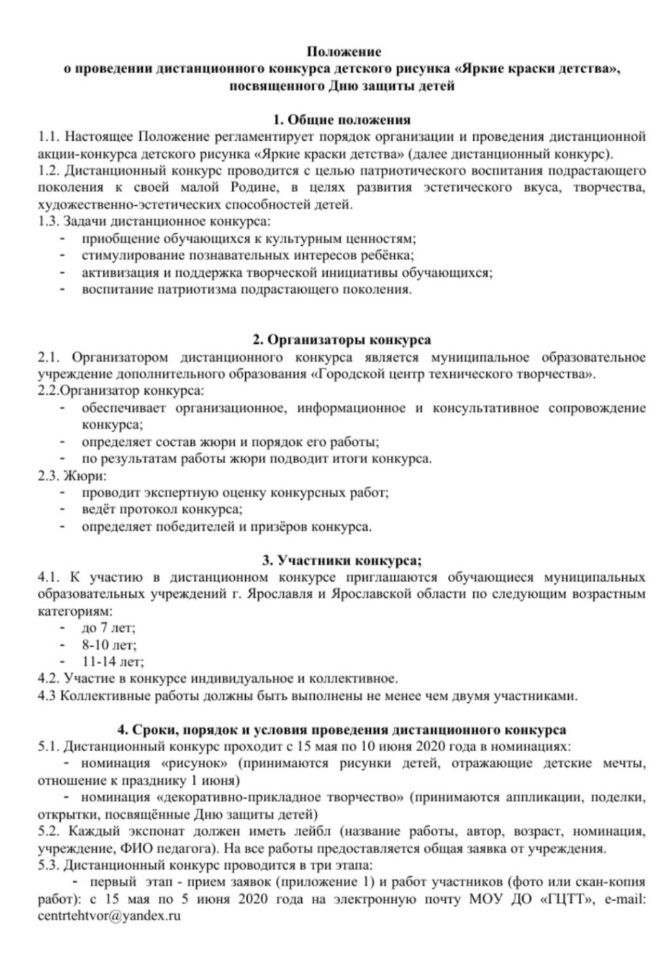 Положение
о проведении дистанционного конкурса детского рисунка «Яркие краски детства»,
посвященного Дню защиты детей
1. Общие положения
1.1. Настоящее Положение регламентирует порядок организации и проведения дистанционной
акции-конкурса детского рисунка «Яркие краски детства» (далее дистанционный конкурс).
1.2. Дистанционный конкурс проводится с целью патриотического воспитания подрастающего
поколения к своей малой Родине, в целях развития эстетического вкуса, творчества,
художественно-эстетических способностей детей.
1.3. Задачи дистанционное конкурса:
- приобщение обучающихся к культурным ценностям;
- стимулирование познавательных интересов ребёнка;
- активизация и поддержка творческой инициативы обучающихся;
- воспитание патриотизма подрастающего поколения.
2. Организаторы конкурса
2.1. Организатором дистанционного конкурса является муниципальное образовательное
учреждение дополнительного образования «Городской центр технического творчества».
2.2.Организатор конкурса:
- обеспечивает организационное, информационное и консультативное сопровождение
конкурса;
- определяет состав жюри и порядок его работы;
- по результатам работы жюри подводит итоги конкурса.
2.3. Жюри:
- проводит экспертную оценку конкурсных работ;
- ведёт протокол конкурса;
- определяет победителей и призёров конкурса.
3. Участники конкурса;
4.1. К участию в дистанционном конкурсе приглашаются обучающиеся муниципальных
образовательных учреждений г. Ярославля и Ярославской области по следующим возрастным
категориям:
- до 7 лет;
- 8-10 лет;
- 11-14 лет;
4.2. Участие в конкурсе индивидуальное и коллективное.
4.3 Коллективные работы должны быть выполнены не менее чем двумя участниками.
4. Сроки, порядок и условия проведения дистанционного конкурса
5.1. Дистанционный конкурс проходит с 15 мая по 10 июня 2020 года в номинациях:
- номинация «рисунок» (принимаются рисунки детей, отражающие детские мечты,
отношение к празднику 1 июня)
- номинация «декоративно-прикладное творчество» (принимаются аппликации, поделки,
открытки, посвящённые Дню защиты детей)
5.2. Каждый экспонат должен иметь лейбл (название работы, автор, возраст, номинация,
учреждение, ФИО педагога). На все работы предоставляется общая заявка от учреждения.
5.3. Дистанционный конкурс проводится в три этапа:
- первый этап - прием заявок (приложение 1) и работ участников (фото или скан-копия
работ): с 15 мая по 5 июня 2020 года на электронную почту МОУ ДО «ГЦТТ», e-mail:
centrtehtvor@yandex.ru